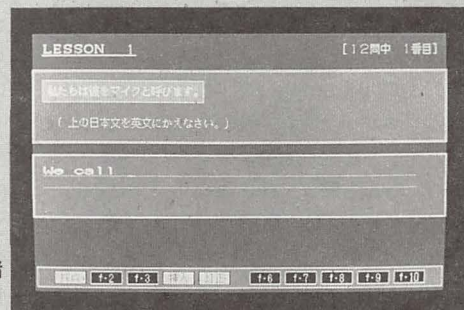 LESSON 1 [12問中 1番目]
私たちは彼をマイクと呼びます。
(上の日本文を英文にかえなさい。)
We call
f・2 f・3 挿入 f・6 f・7 f・8 f・9 f・10